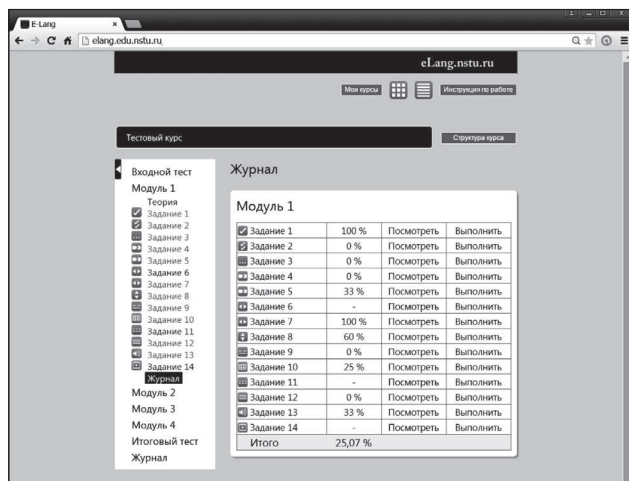 E-Lang
elang.edu.nstu.ru
eLang.nstu.ru
Мои курсы
Инструкция по работе
Тестовый курс
Структура курса
Входной тест
Модуль 1
Теория
Задание 1
Задание 2
Задание 3
Задание 4
Задание 5
Задание 6
Задание 7
Задание 8
Задание 9
Задание 10
Задание 11
Задание 12
Задание 13
Задание 14
Журнал
Модуль 2
Модуль 3
Модуль 4
Итоговый тест
Журнал
Журнал
Модуль 1
Задание 1 100 % Посмотреть Выполнить
Задание 2 0 % Посмотреть Выполнить
Задание 3 0 % Посмотреть Выполнить
Задание 4 0 % Посмотреть Выполнить
Задание 5 33 % Посмотреть Выполнить
Задание 6 - Посмотреть Выполнить
Задание 7 100 % Посмотреть Выполнить
Задание 8 60 % Посмотреть Выполнить
Задание 9 0 % Посмотреть Выполнить
Задание 10 25 % Посмотреть Выполнить
Задание 11 - Посмотреть Выполнить
Задание 12 0 % Посмотреть Выполнить
Задание 13 33 % Посмотреть Выполнить
Задание 14 - Посмотреть Выполнить
Итого 25,07 %